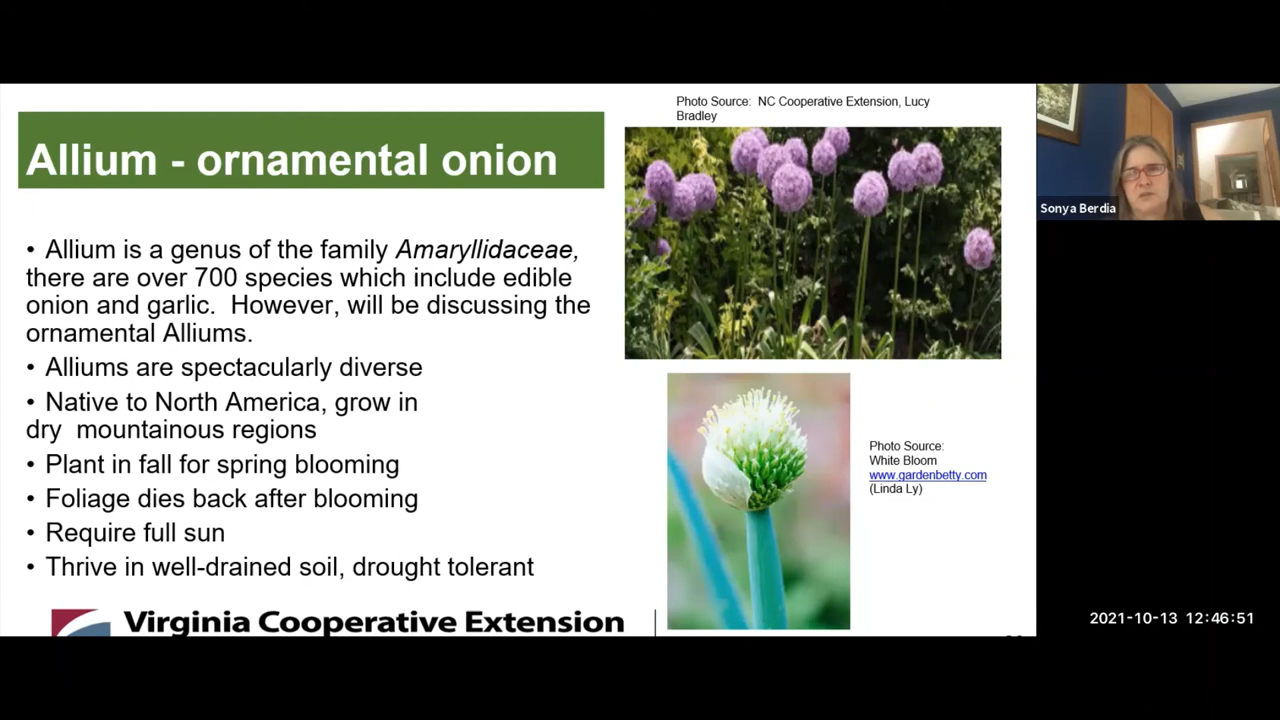 Photo Source: NC Cooperative Extension, Lucy
Bradley
Allium - ornamental onion
• Allium is a genus of the family Amaryllidaceae,
there are over 700 species which include edible
onion and garlic. However, will be discussing the
ornamental Alliums.
• Alliums are spectacularly diverse
• Native to North America, grow in
dry mountainous regions
• Plant in fall for spring blooming
• Foliage dies back after blooming
• Require full sun
• Thrive in well-drained soil, drought tolerant
Photo Source:
White Bloom
www.gardenbetty.com
(Linda Ly)
Virginia Cooperative Extension
Sonya Berdia
2021-10-13 12:46:51